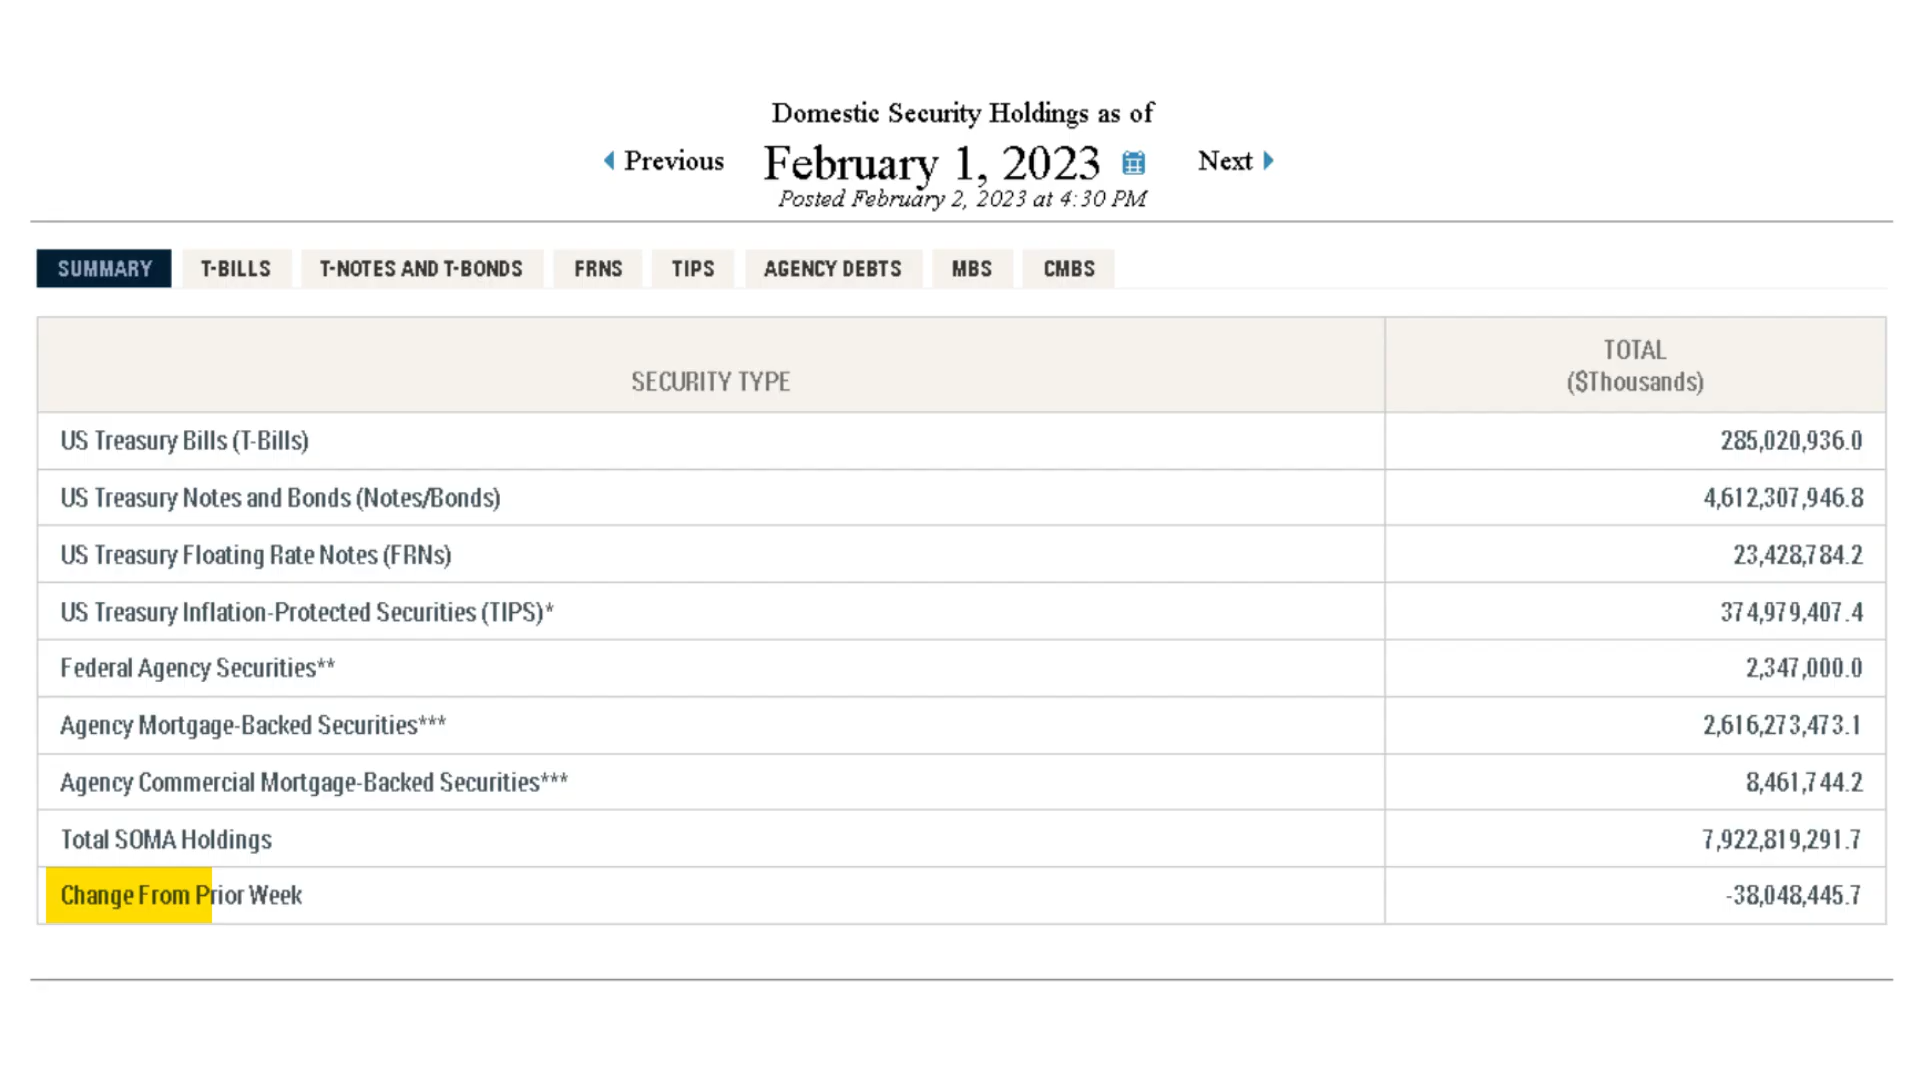 Domestic Security Holdings as of
Previous February 1, 2023 Next
Posted February 2, 2023 at 4:30 PM
SUMMARY T-BILLS T-NOTES AND T-BONDS FRNS TIPS AGENCY DEBTS MBS CMBS
SECURITY TYPE TOTAL ($Thousands)
US Treasury Bills (T-Bills) 285,020,936.0
US Treasury Notes and Bonds (Notes/Bonds) 4,612,307,946.8
US Treasury Floating Rate Notes (FRNs) 23,428,784.2
US Treasury Inflation-Protected Securities (TIPS)* 374,979,407.4
Federal Agency Securities** 2,347,000.0
Agency Mortgage-Backed Securities*** 2,616,273,473.1
Agency Commercial Mortgage-Backed Securities*** 8,461,744.2
Total SOMA Holdings 7,922,819,291.7
Change From Prior Week -38,048,445.7